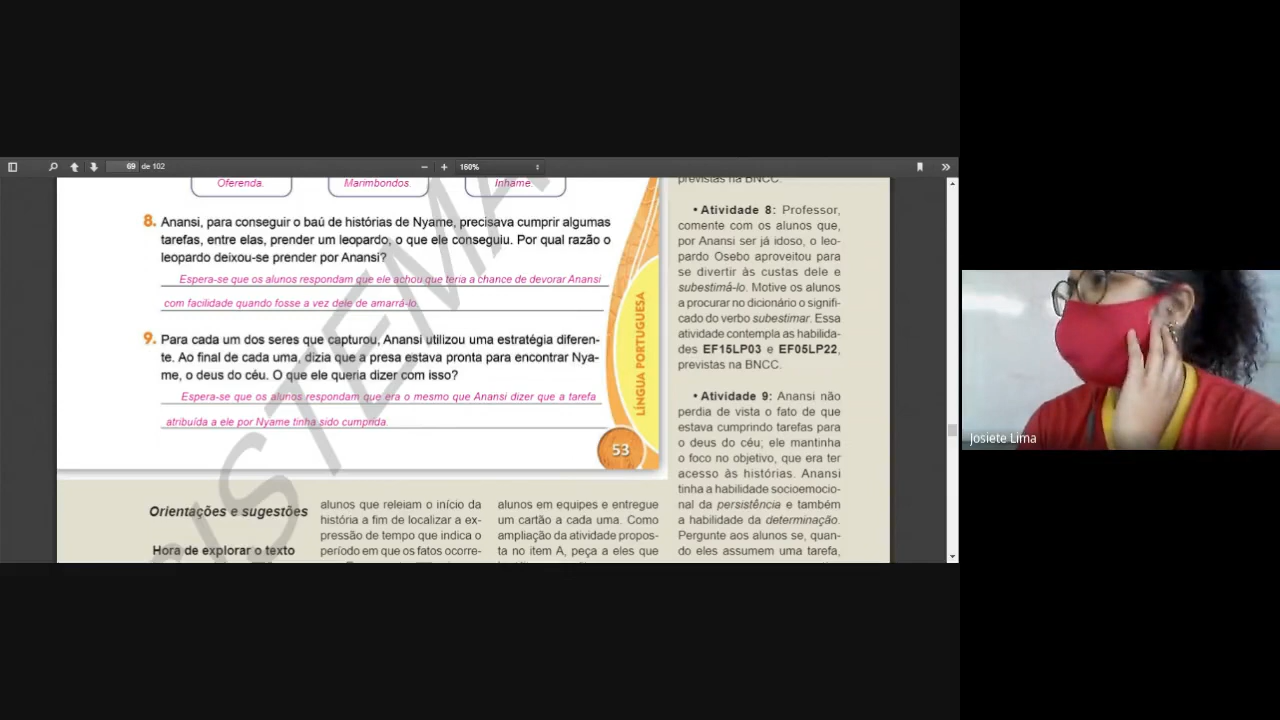 69 de 102
160%
Oferenda.
Marimbondos.
Inhame.
8. Anansi, para conseguir o baú de histórias de Nyame, precisava cumprir algumas
tarefas, entre elas, prender um leopardo, o que ele conseguiu. Por qual razão o
leopardo deixou-se prender por Anansi?
Espera-se que os alunos respondam que ele achou que teria a chance de devorar Anansi
com facilidade quando fosse a vez dele de amarrá-lo.
9. Para cada um dos seres que capturou, Anansi utilizou uma estratégia diferen-
te. Ao final de cada uma, dizia que a presa estava pronta para encontrar Nya-
me, o deus do céu. O que ele queria dizer com isso?
Espera-se que os alunos respondam que era o mesmo que Anansi dizer que a tarefa
atribuída a ele por Nyame tinha sido cumprida.
LÍNGUA PORTUGUESA
53
SISTEMA
Orientações e sugestões
Hora de explorar o texto
alunos que releiam o início da
história a fim de localizar a ex-
pressão de tempo que indica o
período em que os fatos ocorre-
alunos em equipes e entregue
um cartão a cada uma. Como
ampliação da atividade propos-
ta no item A, peça a eles que
previstas na BNCC.
• Atividade 8: Professor,
comente com os alunos que,
por Anansi ser já idoso, o leo-
pardo Osebo aproveitou para
se divertir às custas dele e
subestimá-lo. Motive os alunos
a procurar no dicionário o signifi-
cado do verbo subestimar. Essa
atividade contempla as habilida-
des EF15LP03 e EF05LP22,
previstas na BNCC.
• Atividade 9: Anansi não
perdia de vista o fato de que
estava cumprindo tarefas para
o deus do céu; ele mantinha
o foco no objetivo, que era ter
acesso às histórias. Anansi
tinha a habilidade socioemocio-
nal da persistência e também
a habilidade da determinação.
Pergunte aos alunos se, quan-
do eles assumem uma tarefa,
Josiete Lima